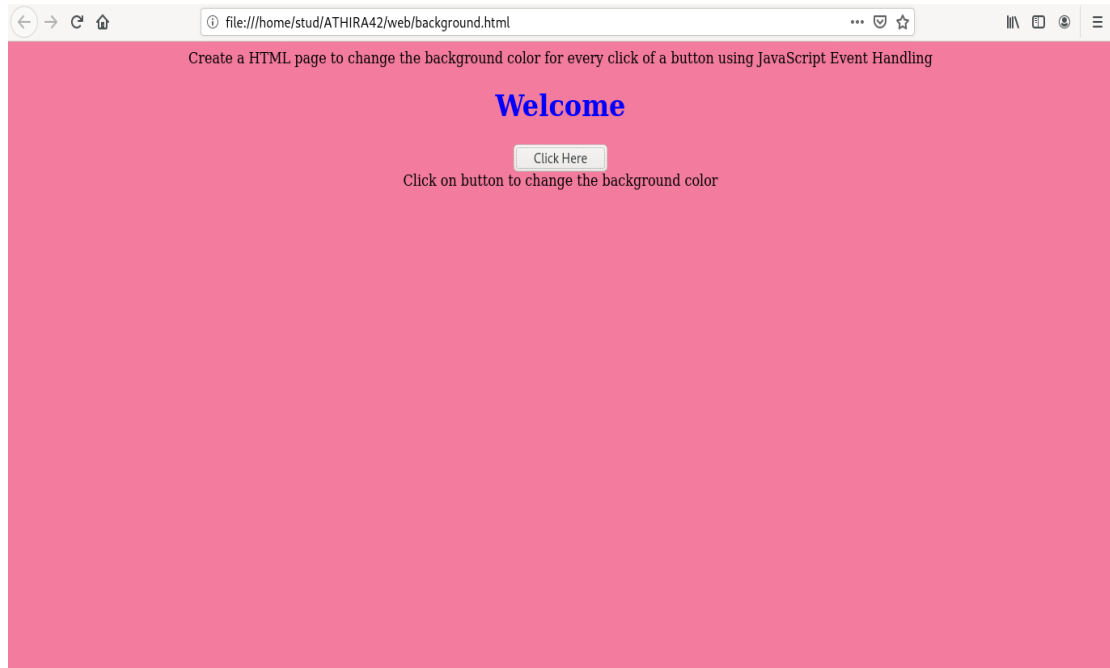 file:///home/stud/ATHIRA42/web/background.html
Create a HTML page to change the background color for every click of a button using JavaScript Event Handling
Welcome
Click Here
Click on button to change the background color